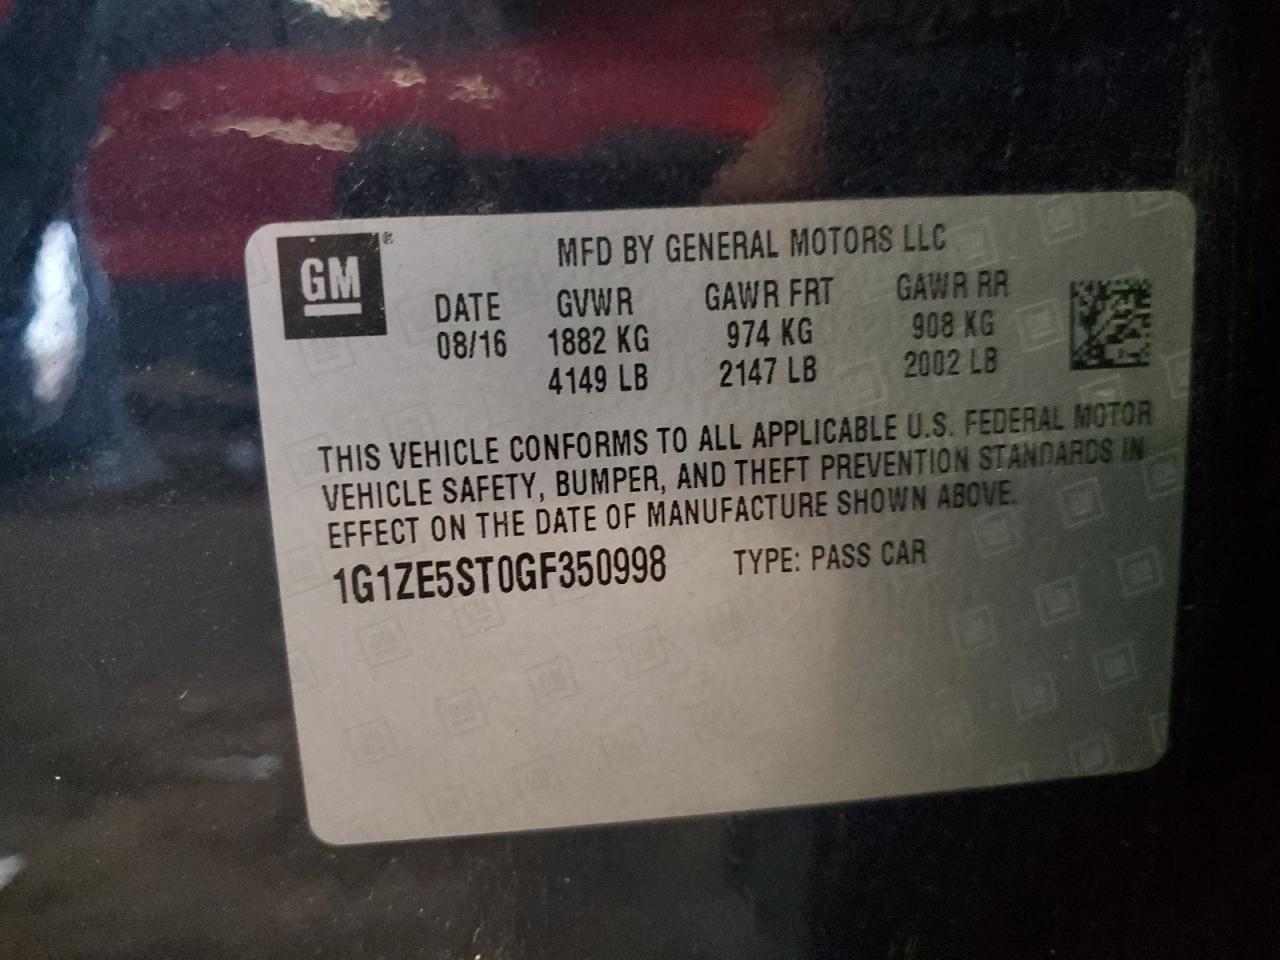 GM®
MFD BY GENERAL MOTORS LLC
DATE GVWR GAWR FRT GAWR RR
08/16 1882 KG 974 KG 908 KG
4149 LB 2147 LB 2002 LB
THIS VEHICLE CONFORMS TO ALL APPLICABLE U.S. FEDERAL MOTOR
VEHICLE SAFETY, BUMPER, AND THEFT PREVENTION STANDARDS IN
EFFECT ON THE DATE OF MANUFACTURE SHOWN ABOVE.
1G1ZE5ST0GF350998 TYPE: PASS CAR